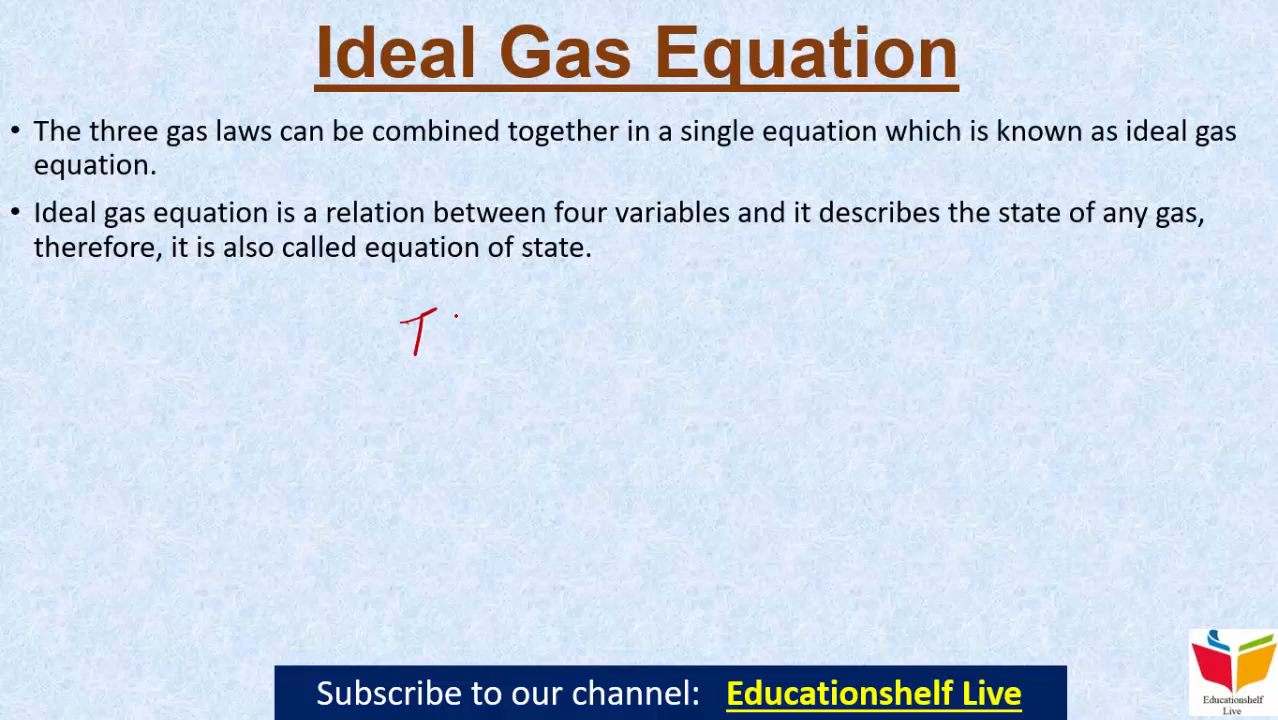 Ideal Gas Equation
• The three gas laws can be combined together in a single equation which is known as ideal gas
equation.
• Ideal gas equation is a relation between four variables and it describes the state of any gas,
therefore, it is also called equation of state.
T
Subscribe to our channel: Educationshelf Live
Educationshelf
Live